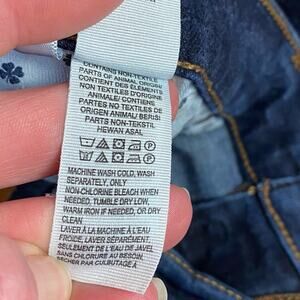 CONTAINS NON-TEXTILE
PARTS OF ANIMAL ORIGIN/
CONTIENT DES ÉLÉMENTS
NON TEXTILES D'ORIGINE
ANIMALE/ CONTIENE
PARTES NO TEXTILES DE
ORIGEN ANIMAL/ BERISI
PARTS NON-TEKSTIL
HEWAN ASAL
MACHINE WASH COLD, WASH
SEPARATELY, ONLY
NON-CHLORINE BLEACH WHEN
NEEDED, TUMBLE DRY LOW,
WARM IRON IF NEEDED, OR DRY
CLEAN
LAVER À LA MACHINE À L'EAU
FROIDE, LAVER SÉPARÉMENT,
SEULEMENT DE L'EAU DE JAVEL
SANS CHLORURE AU BESOIN,
SÉCHER PAR CULBUTAGE À